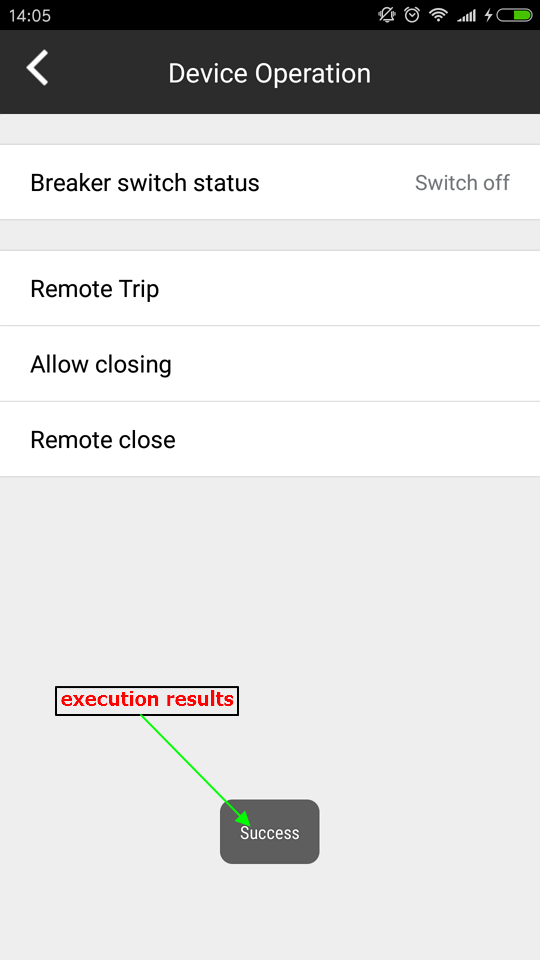 14:05
Device Operation
Breaker switch status
Switch off
Remote Trip
Allow closing
Remote close
execution results
Success